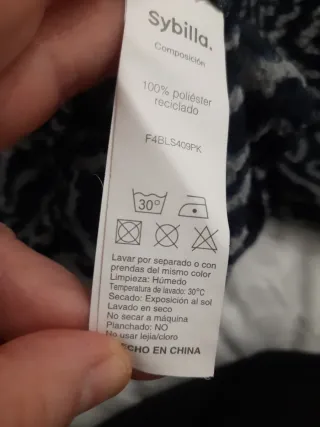 Sybilla.
Composición
100% poliéster
reciclado
F4BLS409PK
30°
Lavar por separado o con
prendas del mismo color
Limpieza: Húmedo
Temperatura de lavado: 30°C
Secado: Exposición al sol
Lavado en seco
No secar a máquina
Planchado: NO
No usar lejía/cloro
ECHO EN CHINA